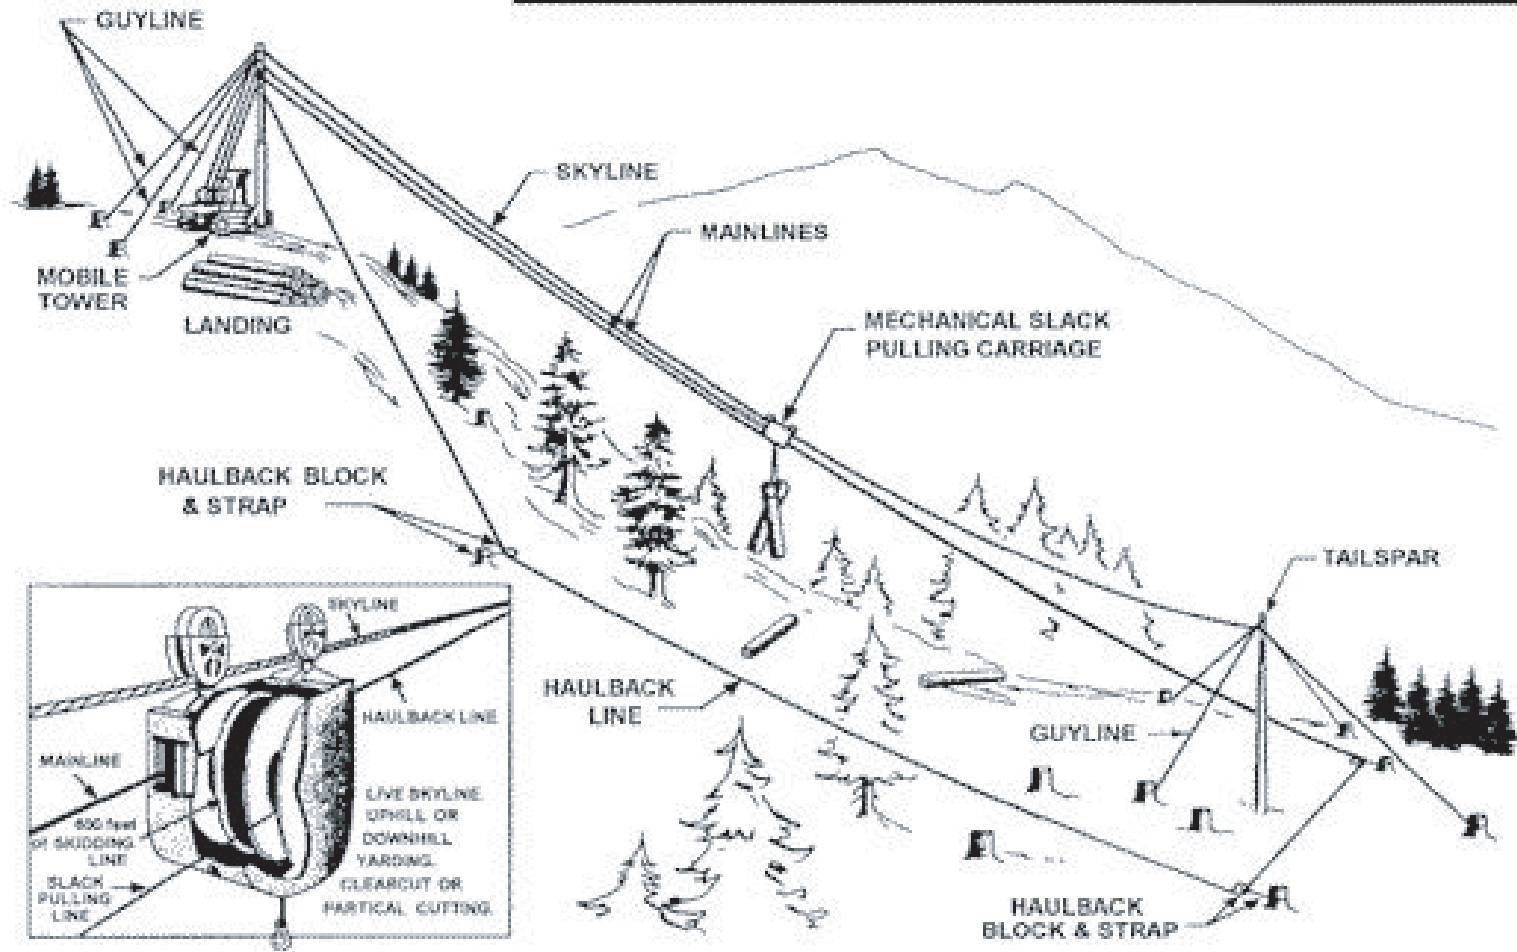 GUYLINE
SKYLINE
MAINLINES
MOBILE
TOWER
LANDING
MECHANICAL SLACK
PULLING CARRIAGE
HAULBACK BLOCK
& STRAP
TAILSPAR
HAULBACK
LINE
GUYLINE
HAULBACK
BLOCK & STRAP
SKYLINE
HAULBACK LINE
MAINLINE
600 feet
of SKIDDING
LINE
SLACK
PULLING
LINE
LIVE SKYLINE.
UPHILL OR
DOWNHILL
YARDING.
CLEARCUT OR
PARTICAL CUTTING.